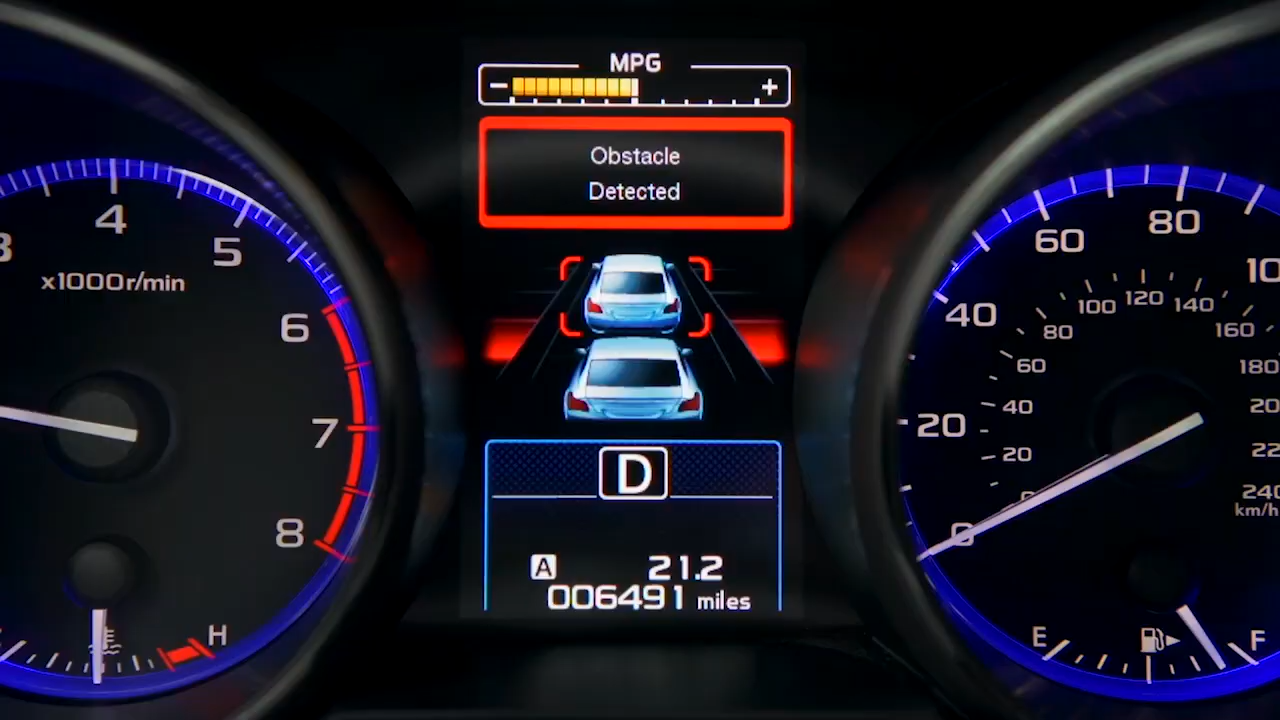 MPG
− +
Obstacle
Detected
4
5
6
7
8
x1000r/min
H
D
A 21.2
006491 miles
0
20
40
60
80
0
20
40
60
80
100
120
140
160
180
240
km/h
E
F